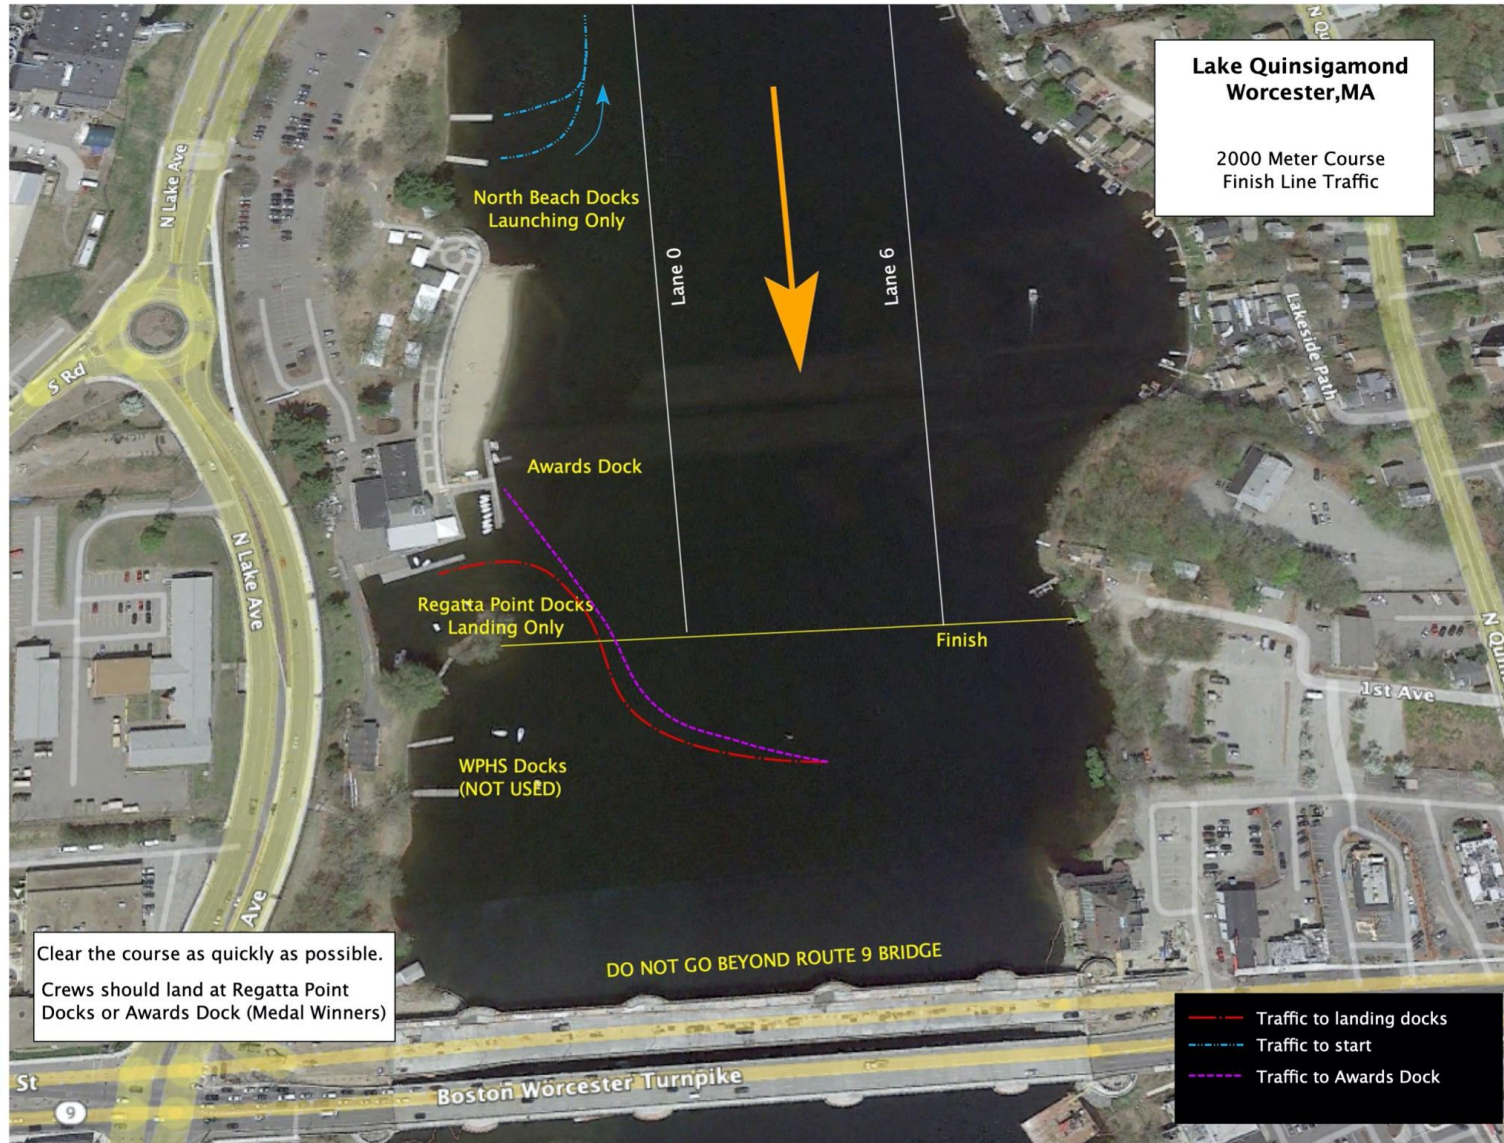 N Lake Ave
S Rd
N Lake Ave
Ave
St
9
Boston Worcester Turnpike
North Beach Docks
Launching Only
Lane 0
Lane 6
Awards Dock
Regatta Point Docks
Landing Only
Finish
WPHS Docks
(NOT USED)
DO NOT GO BEYOND ROUTE 9 BRIDGE
Lake Quinsigamond
Worcester,MA
2000 Meter Course
Finish Line Traffic
Lakeside Path
1st Ave
Clear the course as quickly as possible.
Crews should land at Regatta Point
Docks or Awards Dock (Medal Winners)
Traffic to landing docks
Traffic to start
Traffic to Awards Dock